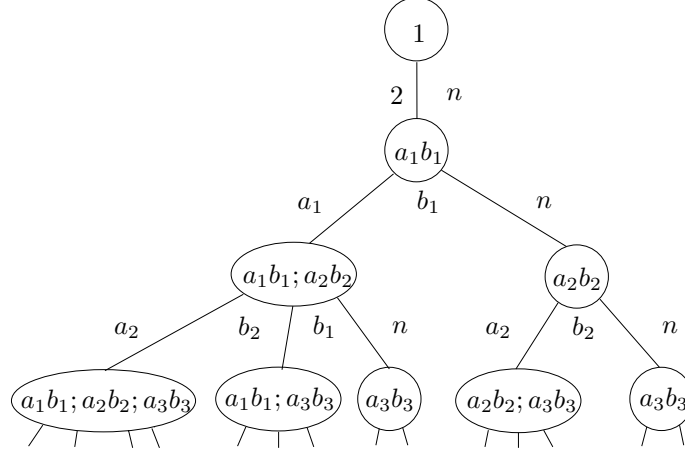 1
2 n
a₁b₁
a₁ b₁ n
a₁b₁; a₂b₂ a₂b₂
a₂ b₂ b₁ n a₂ b₂ n
a₁b₁; a₂b₂; a₃b₃ a₁b₁; a₃b₃ a₃b₃ a₂b₂; a₃b₃ a₃b₃